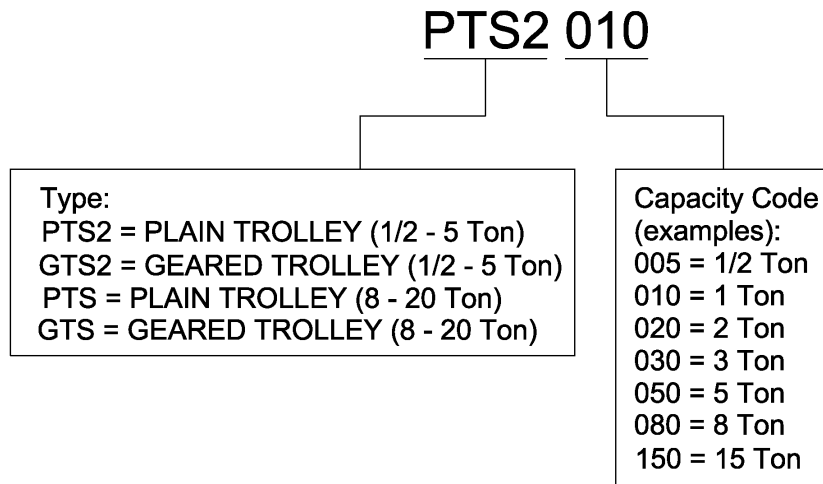 PTS2 010
Type:
PTS2 = PLAIN TROLLEY (1/2 - 5 Ton)
GTS2 = GEARED TROLLEY (1/2 - 5 Ton)
PTS = PLAIN TROLLEY (8 - 20 Ton)
GTS = GEARED TROLLEY (8 - 20 Ton)
Capacity Code
(examples):
005 = 1/2 Ton
010 = 1 Ton
020 = 2 Ton
030 = 3 Ton
050 = 5 Ton
080 = 8 Ton
150 = 15 Ton